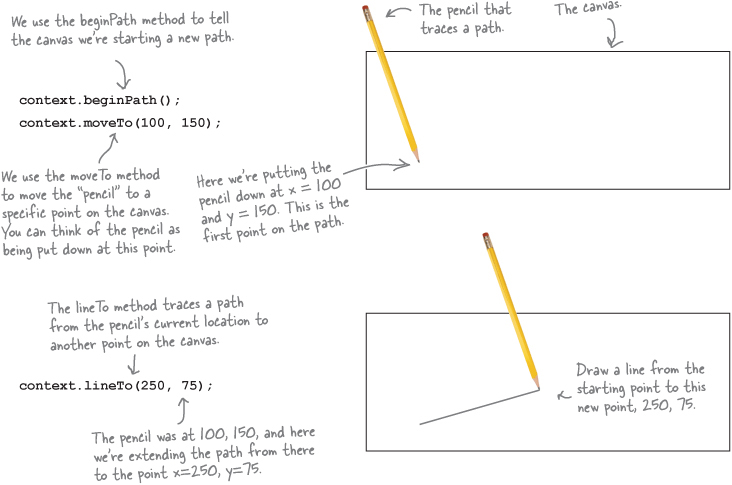 We use the beginPath method to tell
the canvas we're starting a new path.
context.beginPath();
context.moveTo(100, 150);
We use the moveTo method
to move the "pencil" to a
specific point on the canvas.
You can think of the pencil as
being put down at this point.
The pencil that
traces a path.
The canvas.
Here we're putting the
pencil down at x = 100
and y = 150. This is the
first point on the path.
The lineTo method traces a path
from the pencil's current location to
another point on the canvas.
context.lineTo(250, 75);
The pencil was at 100, 150, and here
we're extending the path from there
to the point x=250, y=75.
Draw a line from the
starting point to this
new point, 250, 75.